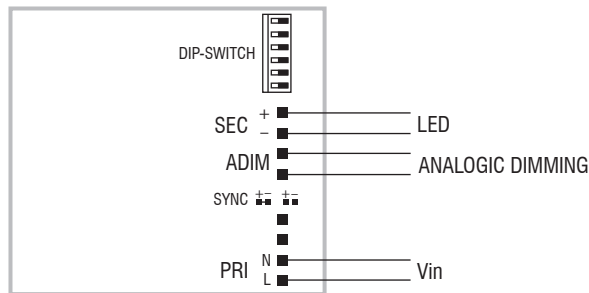 DIP-SWITCH
SEC + −
LED
ADIM
ANALOGIC DIMMING
SYNC +− +−
PRI N L
Vin